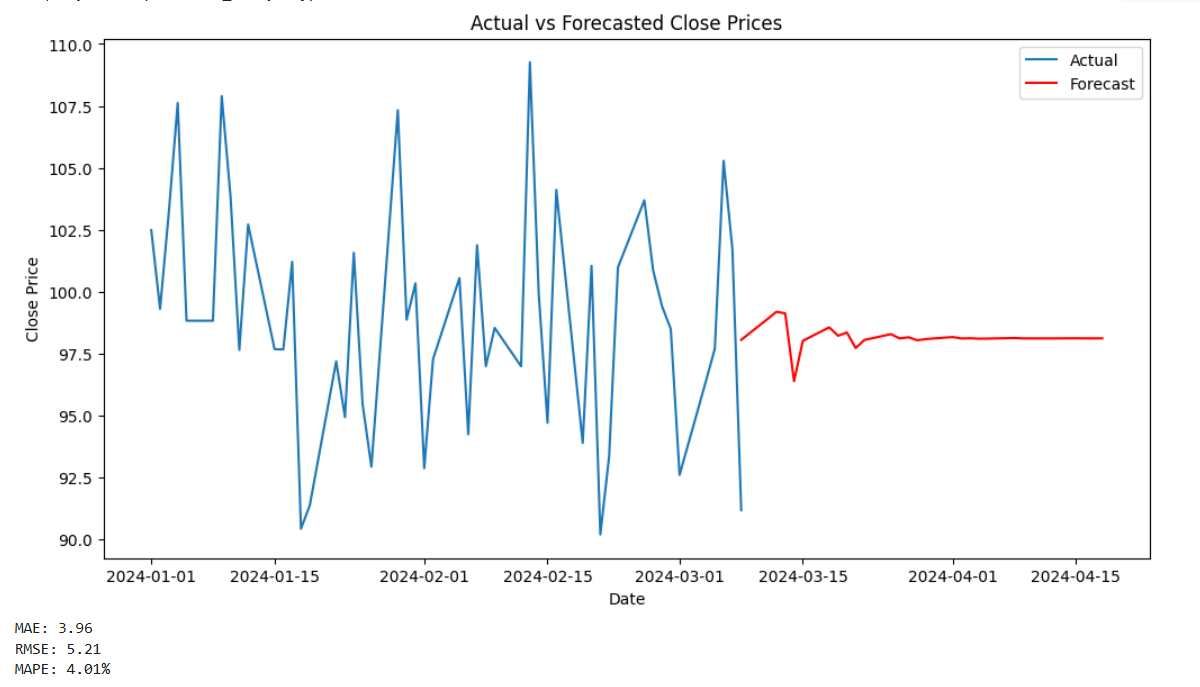 Actual vs Forecasted Close Prices
Actual
Forecast
110.0
107.5
105.0
102.5
100.0
97.5
95.0
92.5
90.0
Close Price
2024-01-01 2024-01-15 2024-02-01 2024-02-15 2024-03-01 2024-03-15 2024-04-01 2024-04-15
Date
MAE: 3.96
RMSE: 5.21
MAPE: 4.01%